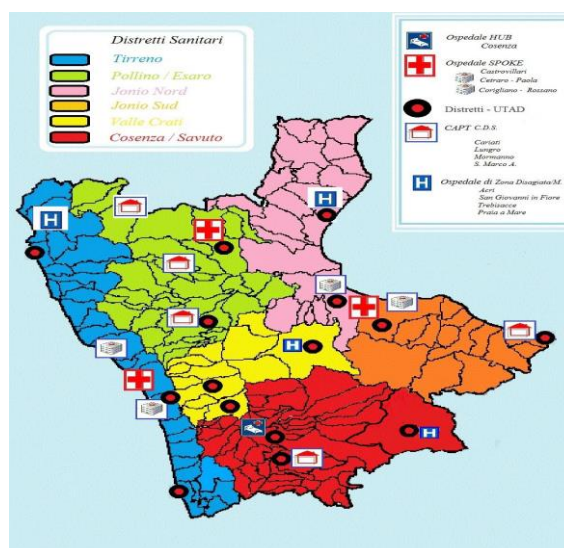 Distretti Sanitari
Tirreno
Pollino / Esaro
Jonio Nord
Jonio Sud
Valle Crati
Cosenza / Savuto
Ospedale HUB
Cosenza
Ospedale SPOKE
Castrovillari
Cetraro - Paola
Corigliano - Rossano
Distretti - UTAD
CAPT C.D.S.
Cariati
Lungro
Mormanno
S. Marco A.
Ospedale di Zona Disagiata/M.
Acri
San Giovanni in Fiore
Trebisacce
Praia a Mare
H
H
H
H
H